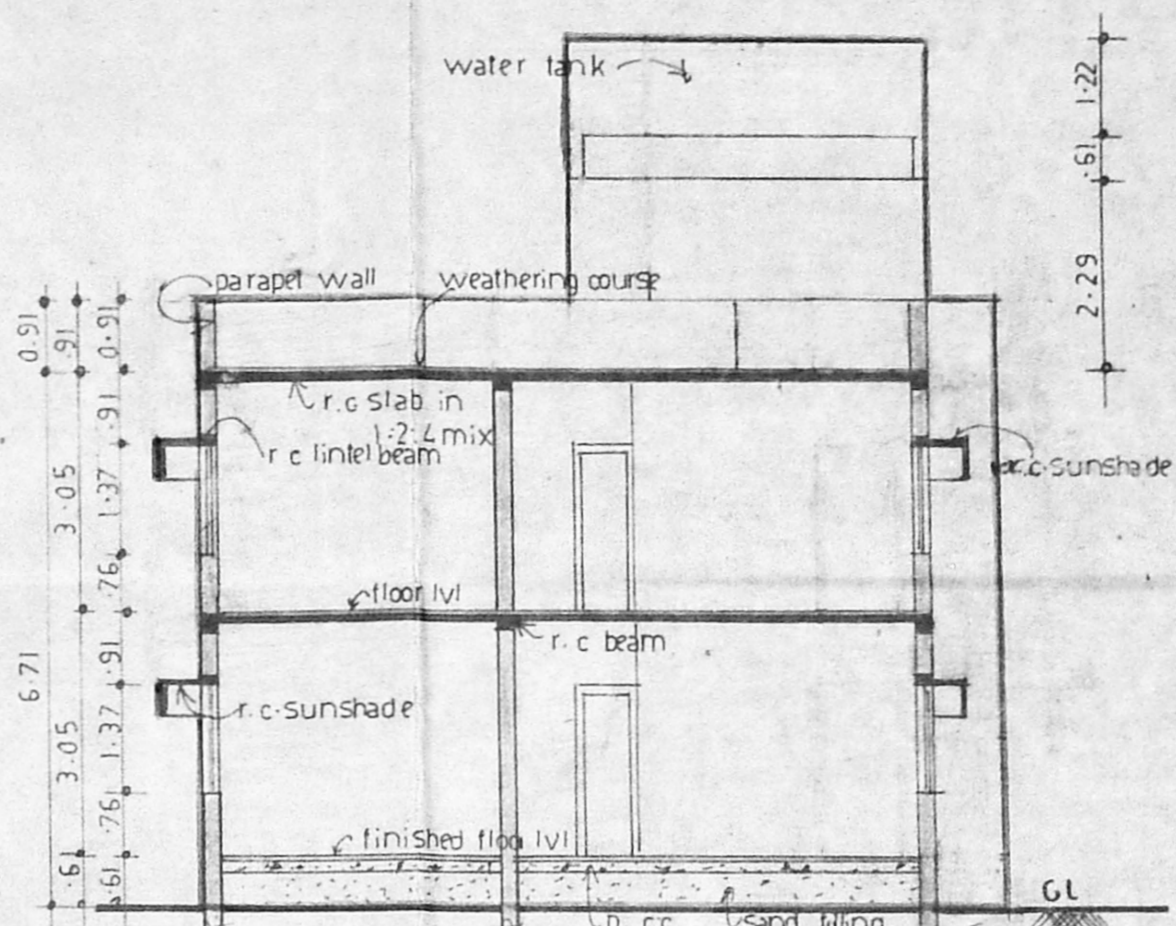 water tank
1.22
.61
2.29
parapet wall
weathering course
0.91
.91
0.91
r.c slab in
1:2:4 mix
r c lintel beam
r.c.sunshade
.91
3.05
1.37
.76
floor lvl
r. c beam
6.71
.91
r.c.sunshade
3.05
1.37
.76
finished floo lvl
.61
.61
GL
sand filling